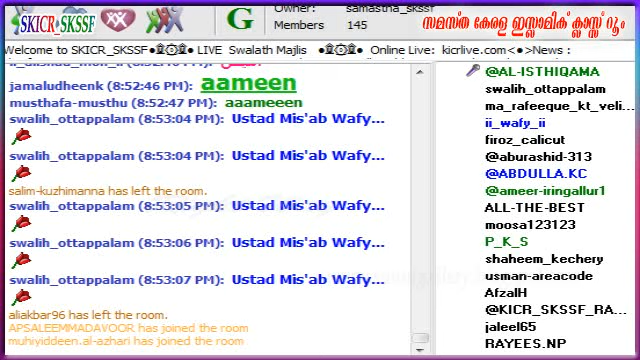 SKICR_SKSSF
G
Owner: samastha_skssf
Members 145
സമസ്ത കേരള ഇസ്ലാമിക് ക്ലാസ്സ് റൂം
Welcome to SKICR_SKSSF●۩۞۩● LIVE Swalath Majlis ●۩۞۩● Online Live: kicrlive.com<●>News :
jamaludheenk (8:52:46 PM): aameen
musthafa-musthu (8:52:47 PM): aaameeen
swalih_ottappalam (8:53:04 PM): Ustad Mis'ab Wafy...
swalih_ottappalam (8:53:04 PM): Ustad Mis'ab Wafy...
salim-kuzhimanna has left the room.
swalih_ottappalam (8:53:05 PM): Ustad Mis'ab Wafy...
swalih_ottappalam (8:53:06 PM): Ustad Mis'ab Wafy...
swalih_ottappalam (8:53:07 PM): Ustad Mis'ab Wafy...
aliakbar96 has left the room.
APSALEEMMADAVOOR has joined the room
muhiyiddeen.al-azhari has joined the room
@AL-ISTHIQAMA
swalih_ottappalam
ma_rafeeque_kt_veli...
ii_wafy_ii
firoz_calicut
@aburashid-313
@ABDULLA.KC
@ameer-iringallur1
ALL-THE-BEST
moosa123123
P_K_S
shaheem_kechery
usman-areacode
AfzalH
@KICR_SKSSF_RA...
jaleel65
RAYEES.NP